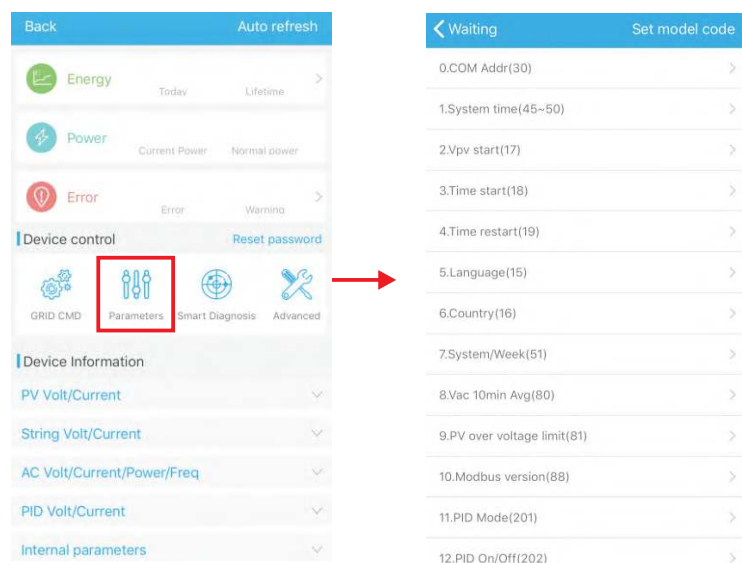 Back
Auto refresh
Energy
Today
Lifetime
Power
Current Power
Normal power
Error
Error
Warning
Device control
Reset password
GRID CMD
Parameters
Smart Diagnosis
Advanced
Device Information
PV Volt/Current
String Volt/Current
AC Volt/Current/Power/Freq
PID Volt/Current
Internal parameters
Waiting
Set model code
0.COM Addr(30)
1.System time(45~50)
2.Vpv start(17)
3.Time start(18)
4.Time restart(19)
5.Language(15)
6.Country(16)
7.System/Week(51)
8.Vac 10min Avg(80)
9.PV over voltage limit(81)
10.Modbus version(88)
11.PID Mode(201)
12.PID On/Off(202)